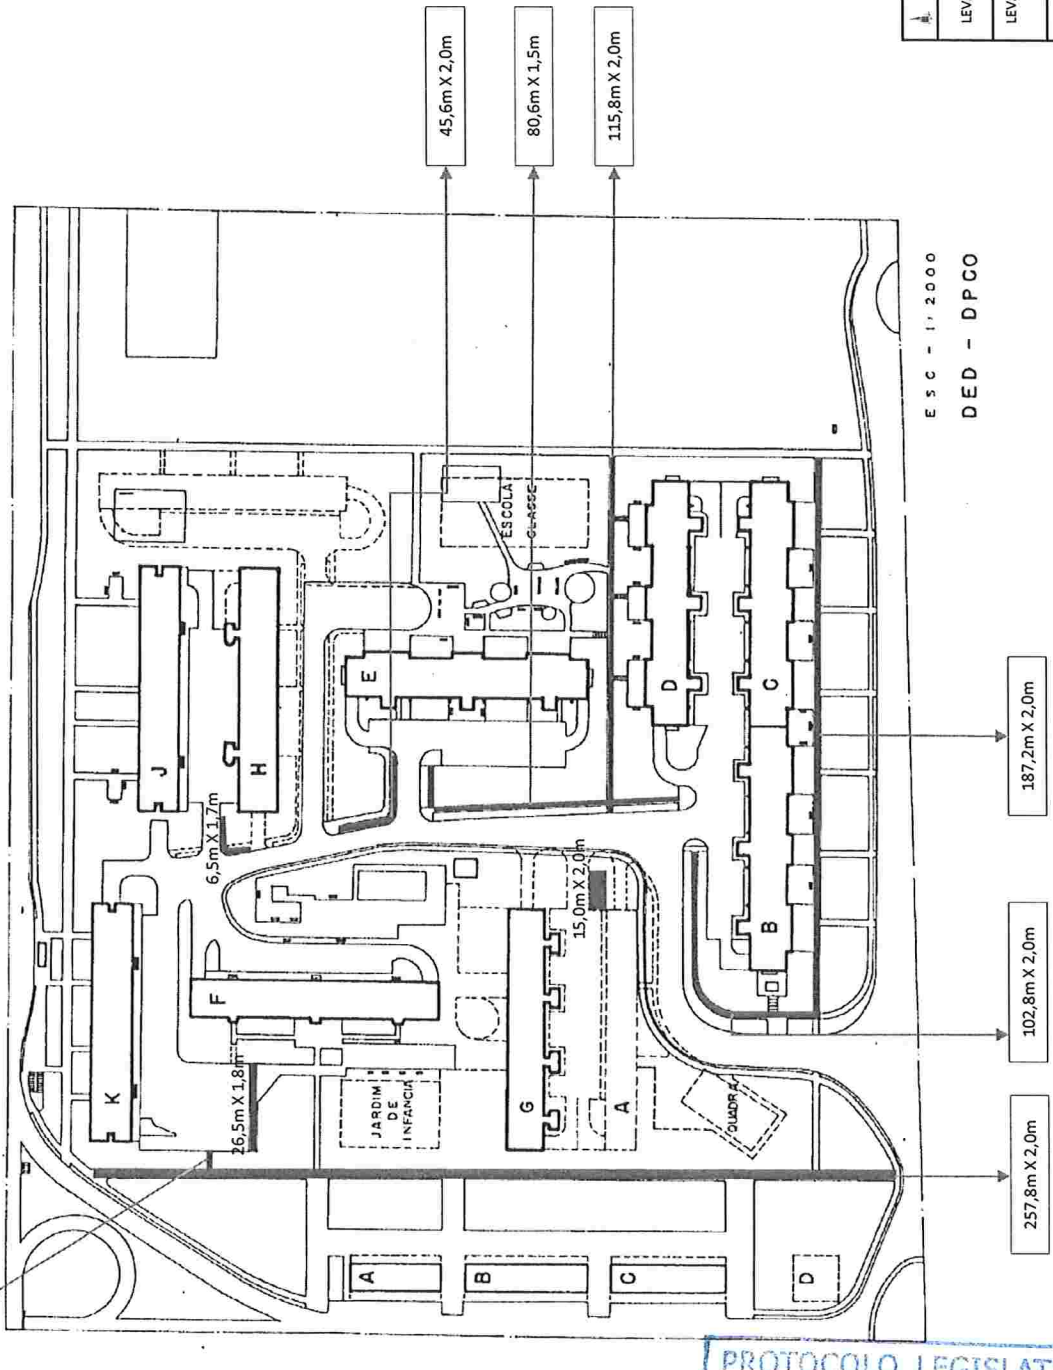 45,6m X 2,0m
80,6m X 1,5m
115,8m X 2,0m
LEV
LEV
ESC - 1:2000
DED - DPCO
ESCOLA
CLASSE
J
H
E
D
C
B
K
F
G
A
6,5m X 1,7m
15,0m X 2,0m
26,5m X 1,8m
JARDIM
DE
INFANCIA
QUADRA
A
B
C
D
187,2m X 2,0m
102,8m X 2,0m
257,8m X 2,0m
PROTOCOLO LEGISLAT